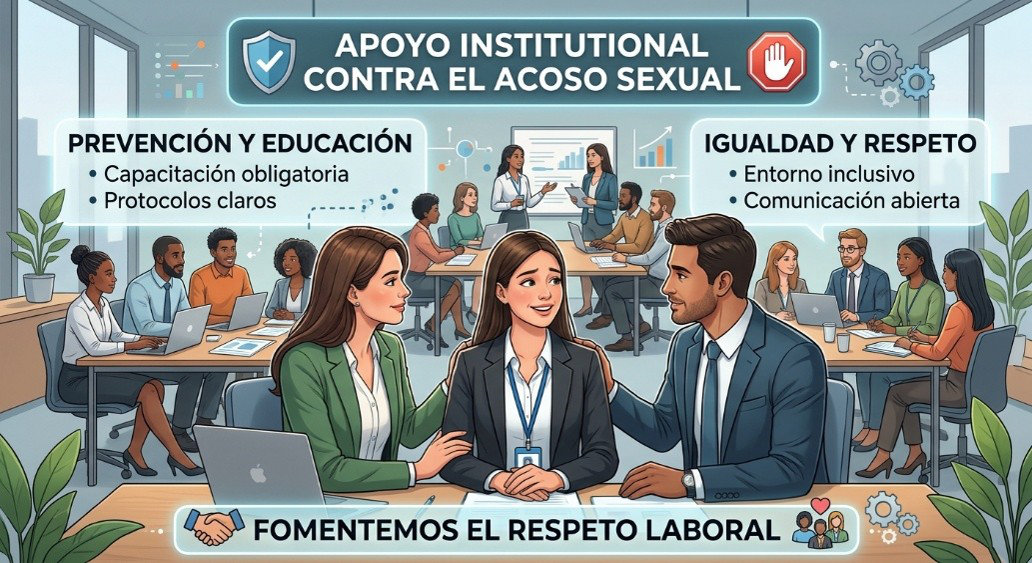 APOYO INSTITUTIONAL
CONTRA EL ACOSO SEXUAL
PREVENCIÓN Y EDUCACIÓN
• Capacitación obligatoria
• Protocolos claros
IGUALDAD Y RESPETO
• Entorno inclusivo
• Comunicación abierta
FOMENTEMOS EL RESPETO LABORAL